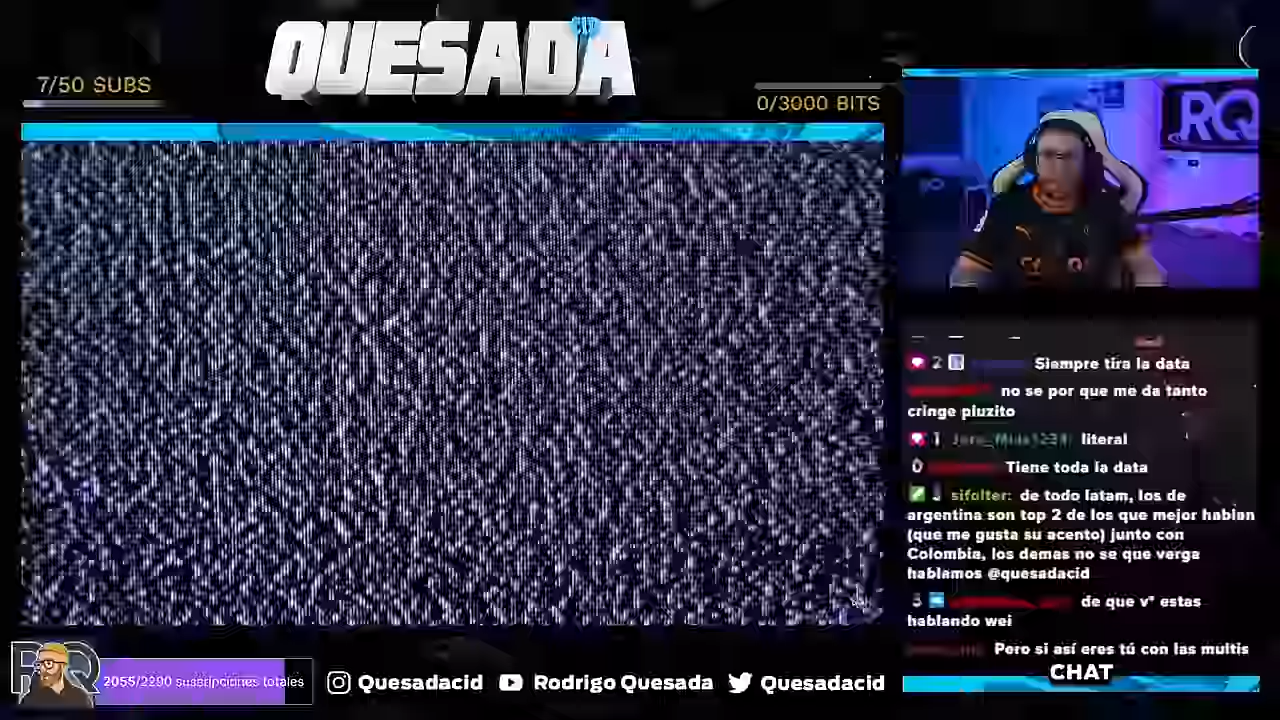 QUESADA
7/50 SUBS
0/3000 BITS
RQ
2 Siempre tira la data
no se por que me da tanto
cringe pluzito
1 literal
0 Tiene toda la data
sifolter: de todo latam, los de
argentina son top 2 de los que mejor hablan
(que me gusta su acento) junto con
Colombia, los demas no se que verga
hablamos @quesadacid
de que v* estas
hablando wei
Pero si así eres tú con las multis
CHAT
2055/2290 suscripciones totales
Quesadacid
Rodrigo Quesada
Quesadacid